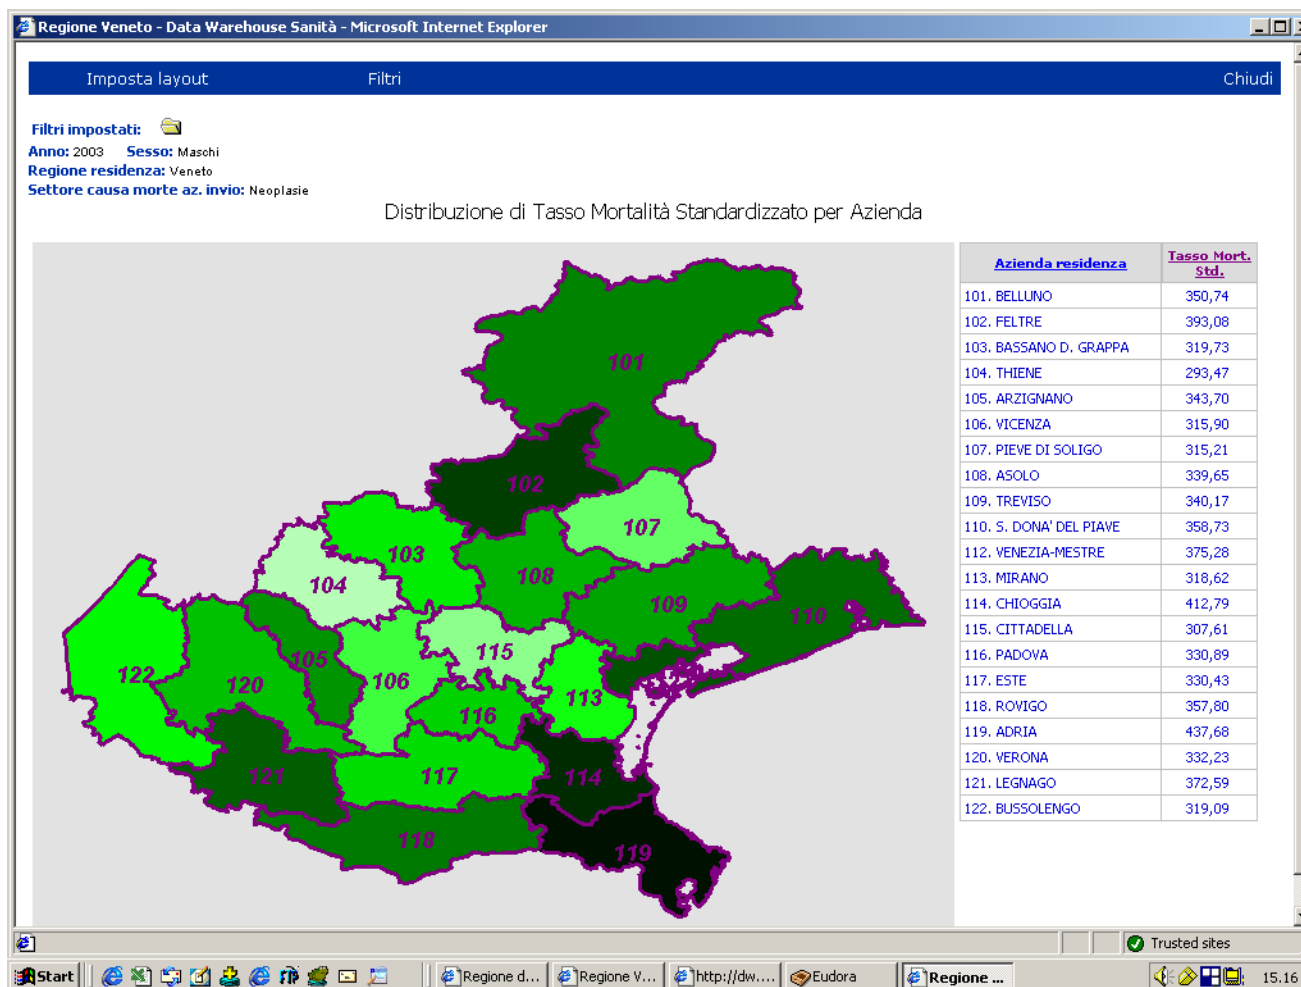 Regione Veneto - Data Warehouse Sanità - Microsoft Internet Explorer
Imposta layout Filtri Chiudi
Filtri impostati:
Anno: 2003 Sesso: Maschi
Regione residenza: Veneto
Settore causa morte az. invio: Neoplasie
Distribuzione di Tasso Mortalità Standardizzato per Azienda
101
102
107
103
104
108
109
110
105
115
122
120
106
113
116
121
117
114
118
119
Azienda residenza Tasso Mort. Std.
101. BELLUNO 350,74
102. FELTRE 393,08
103. BASSANO D. GRAPPA 319,73
104. THIENE 293,47
105. ARZIGNANO 343,70
106. VICENZA 315,90
107. PIEVE DI SOLIGO 315,21
108. ASOLO 339,65
109. TREVISO 340,17
110. S. DONA' DEL PIAVE 358,73
112. VENEZIA-MESTRE 375,28
113. MIRANO 318,62
114. CHIOGGIA 412,79
115. CITTADELLA 307,61
116. PADOVA 330,89
117. ESTE 330,43
118. ROVIGO 357,80
119. ADRIA 437,68
120. VERONA 332,23
121. LEGNAGO 372,59
122. BUSSOLENGO 319,09
Trusted sites
Start Regione d... Regione V... http://dw.... Eudora Regione ... 15.16